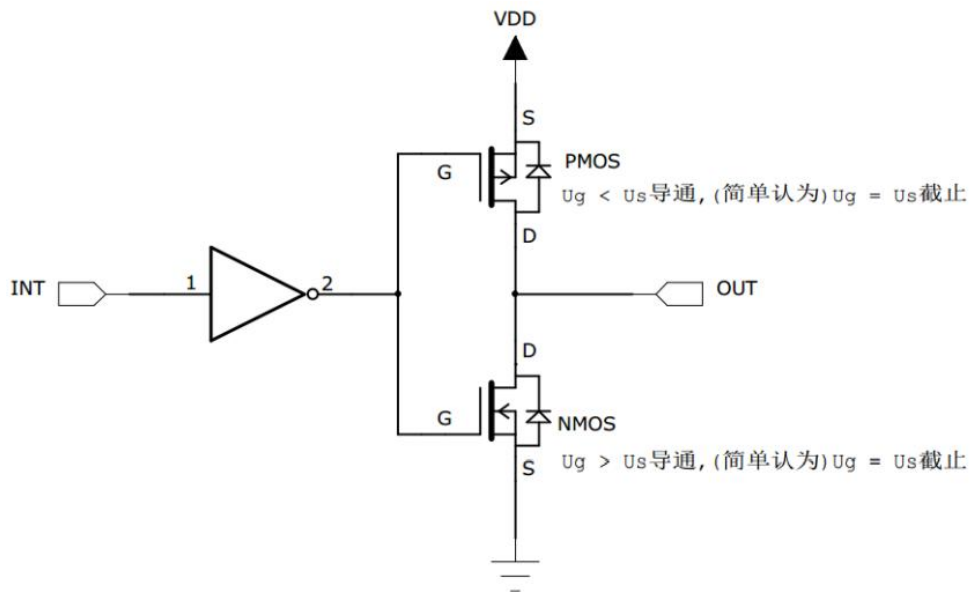 VDD
S
G
PMOS
Ug < Us导通,(简单认为)Ug = Us截止
D
INT
1
2
OUT
D
G
NMOS
Ug > Us导通,(简单认为)Ug = Us截止
S